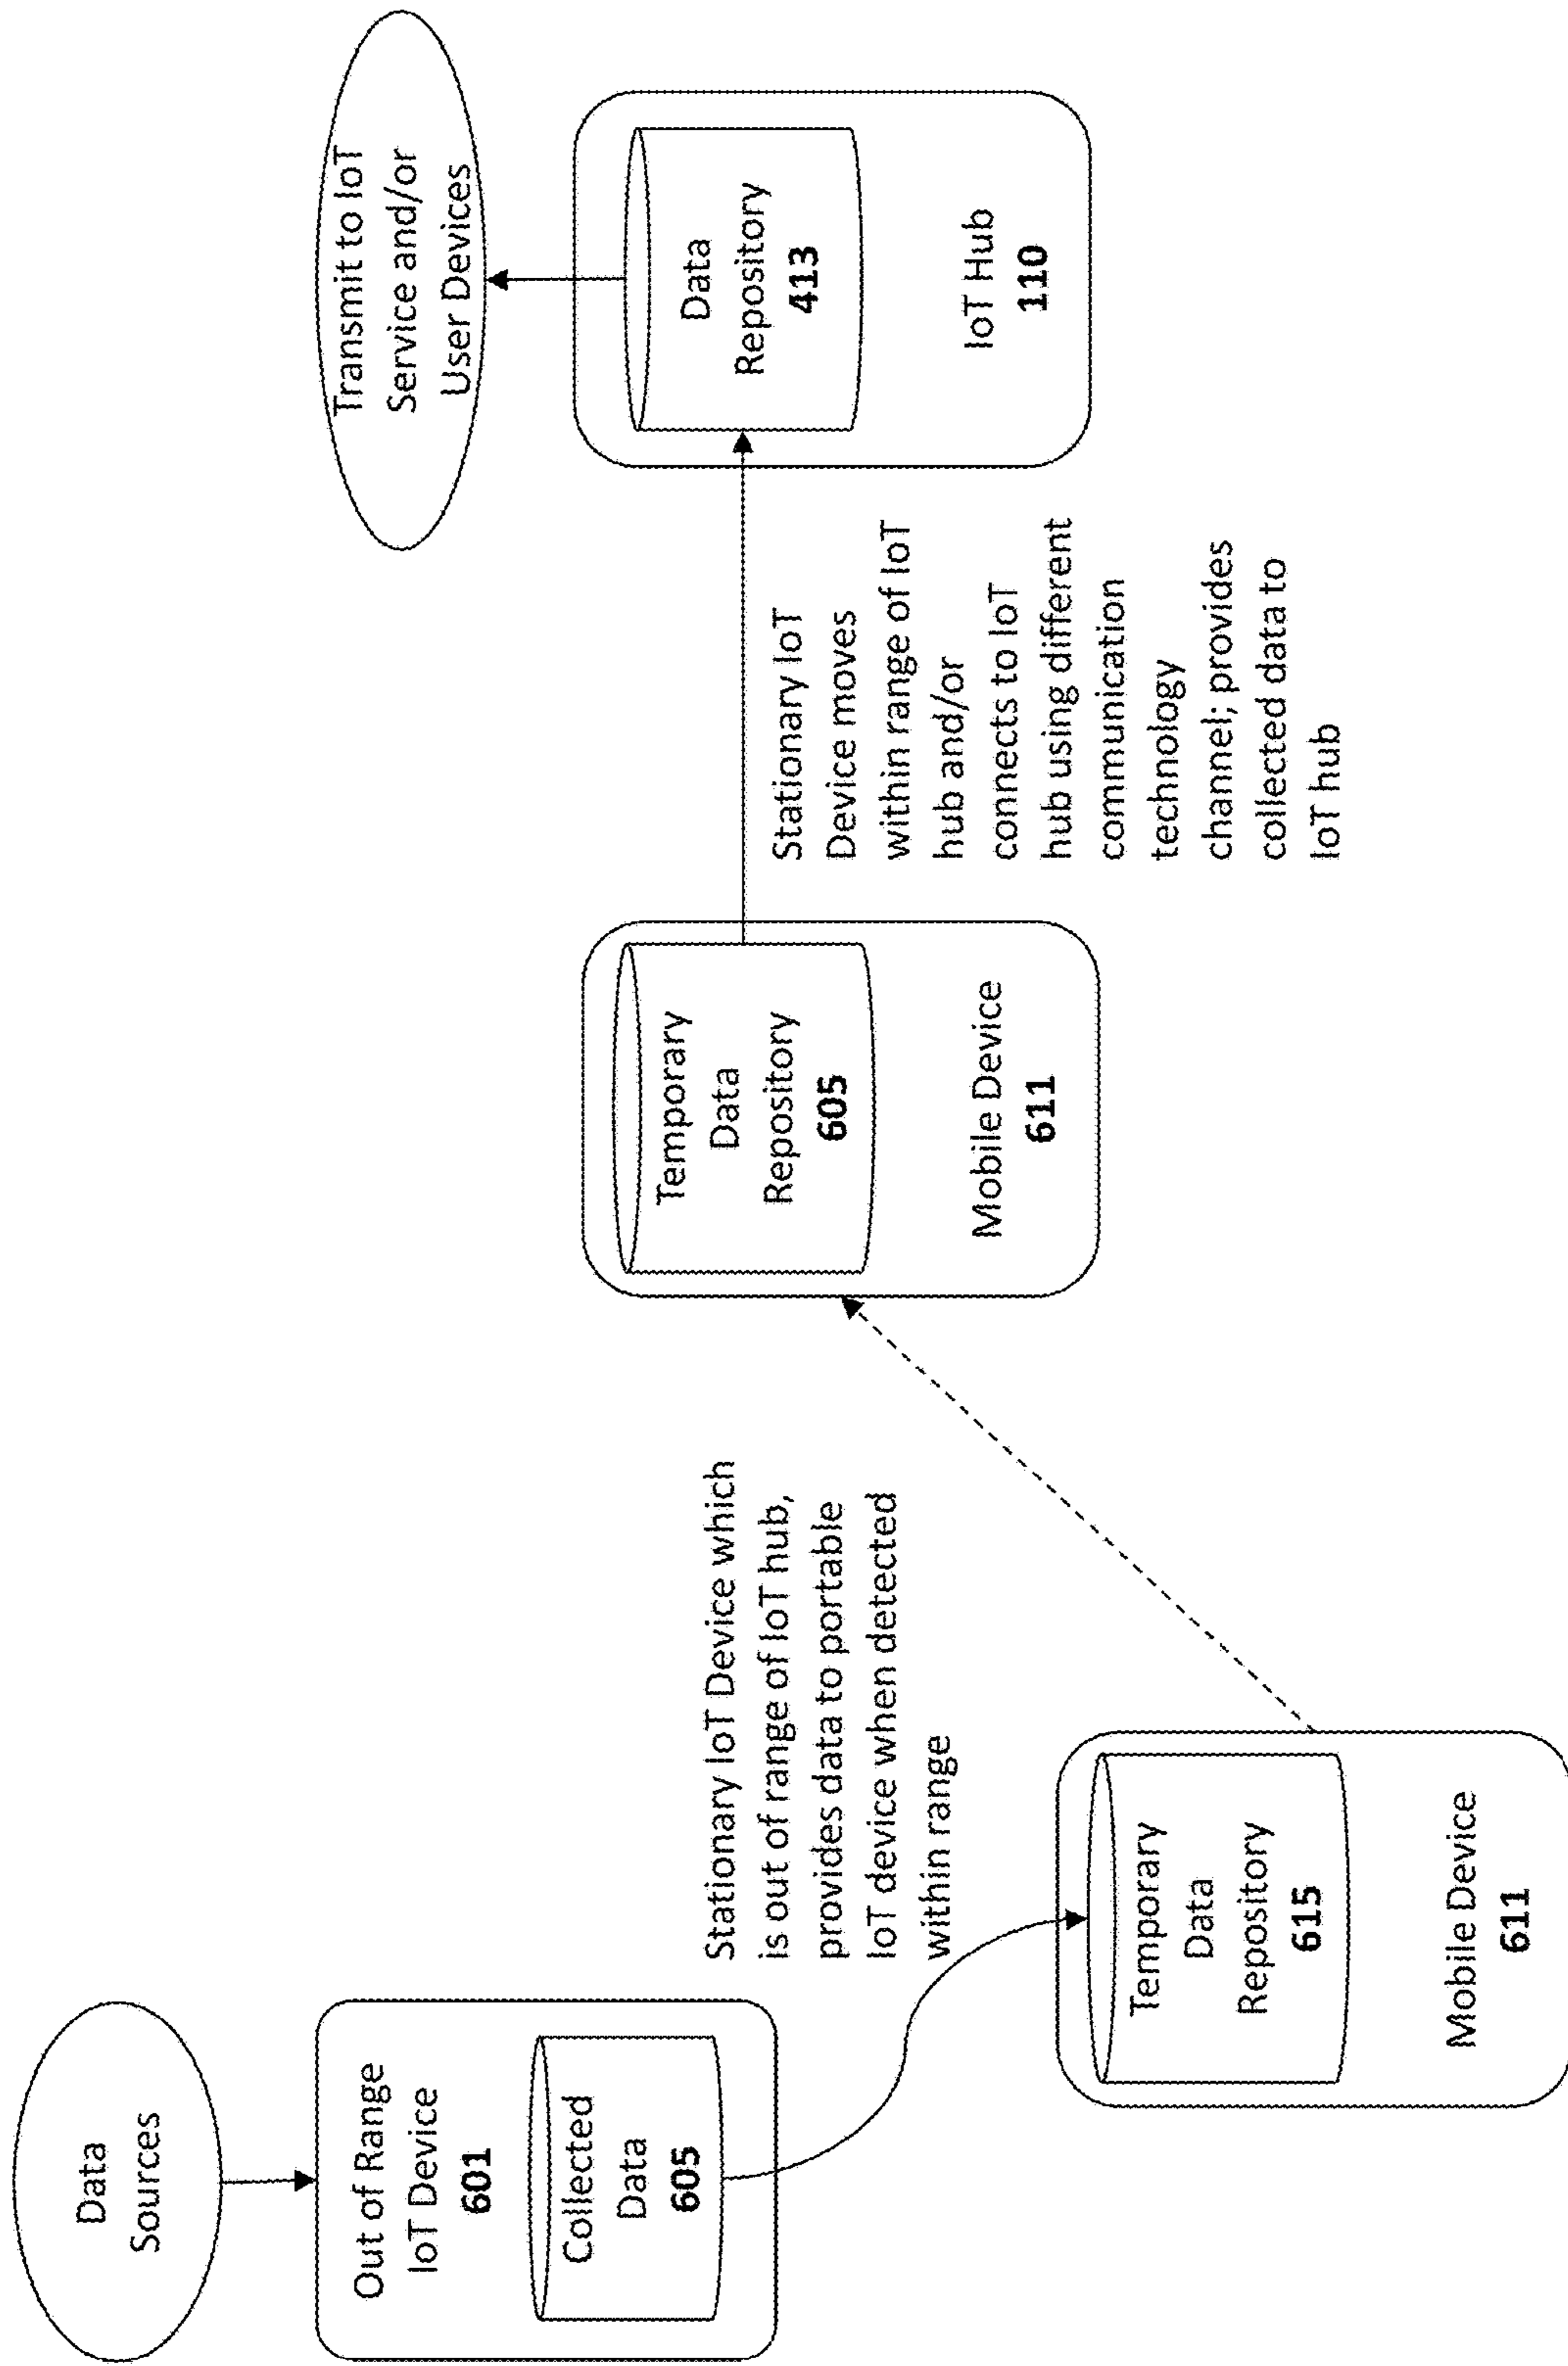 Data
Sources
Out of Range
IoT Device
601
Collected
Data
605
Stationary IoT Device which
is out of range of IoT hub,
provides data to portable
IoT device when detected
within range
Temporary
Data
Repository
615
Mobile Device
611
Temporary
Data
Repository
605
Mobile Device
611
Stationary IoT
Device moves
within range of IoT
hub and/or
connects to IoT
hub using different
communication
technology
channel; provides
collected data to
IoT hub
Transmit to IoT
Service and/or
User Devices
Data
Repository
413
IoT Hub
110